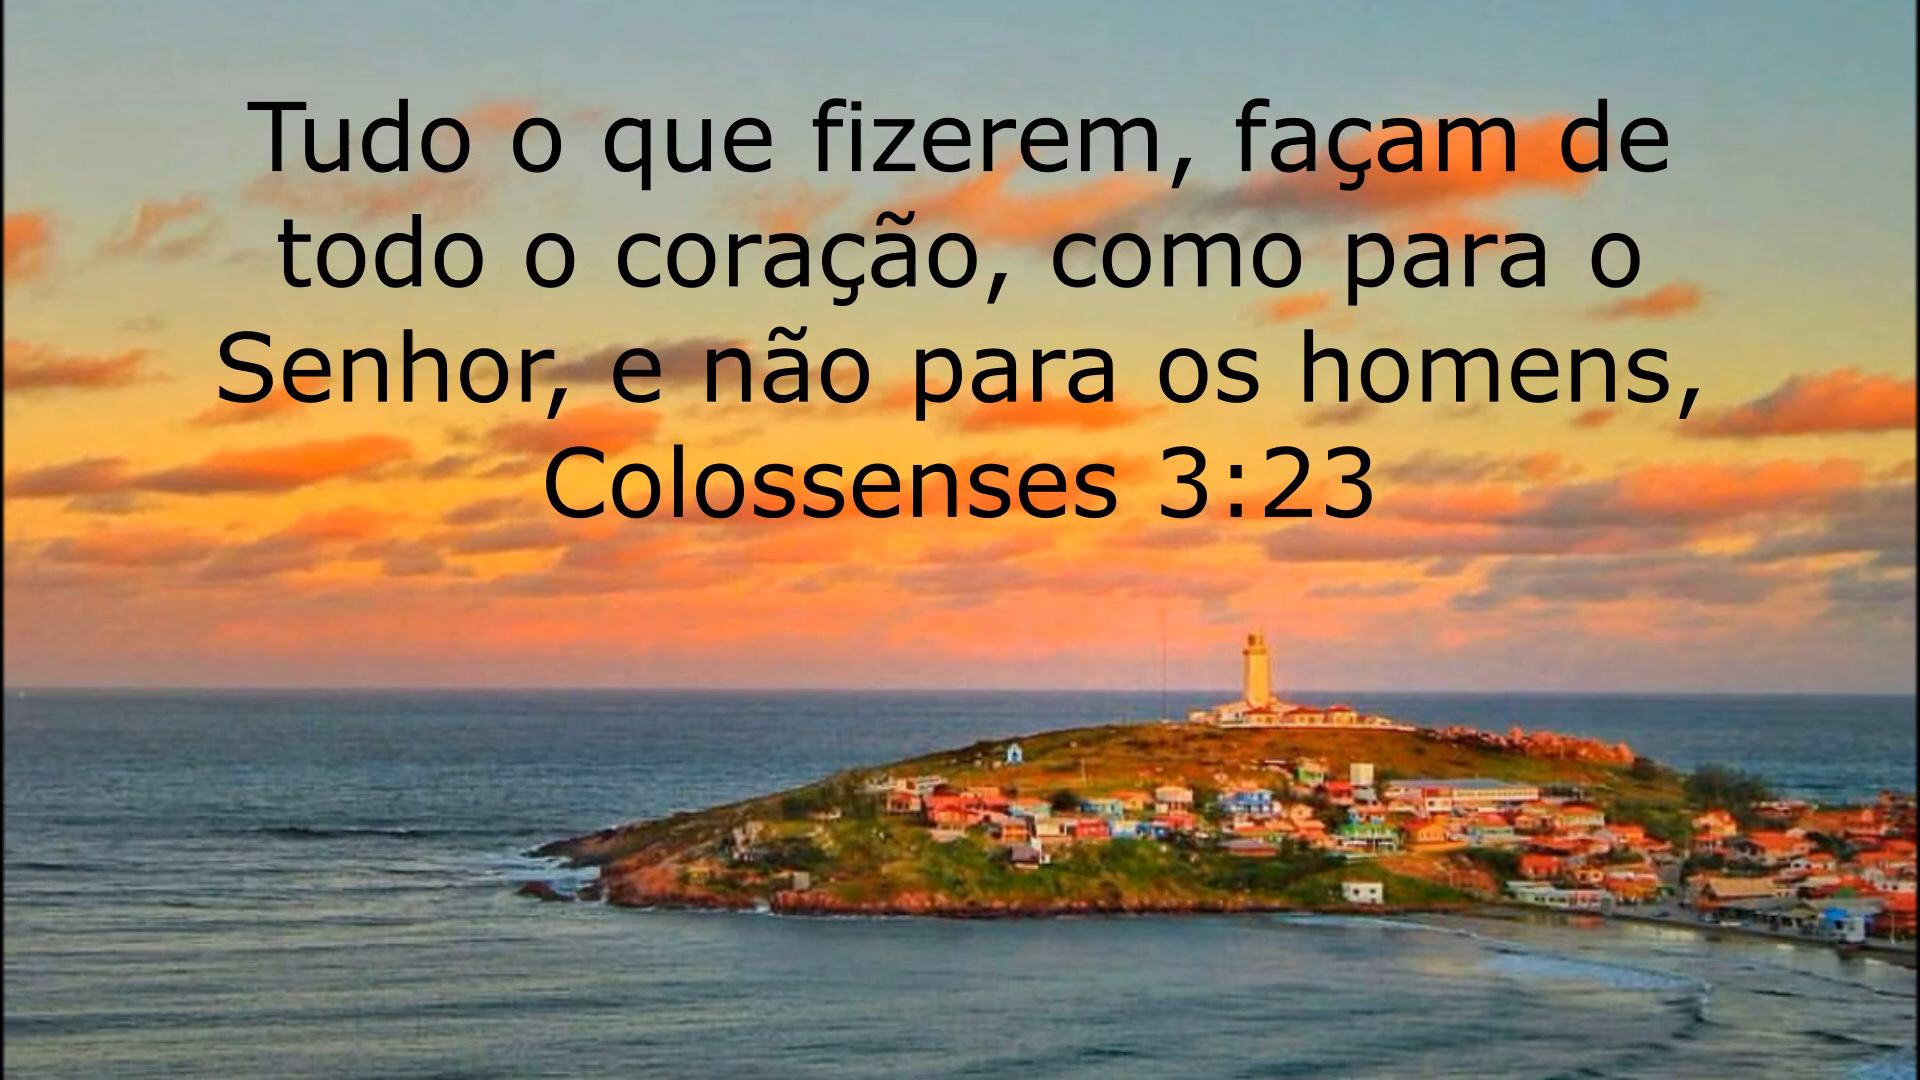 Tudo o que fizerem, façam de
todo o coração, como para o
Senhor, e não para os homens,
Colossenses 3:23